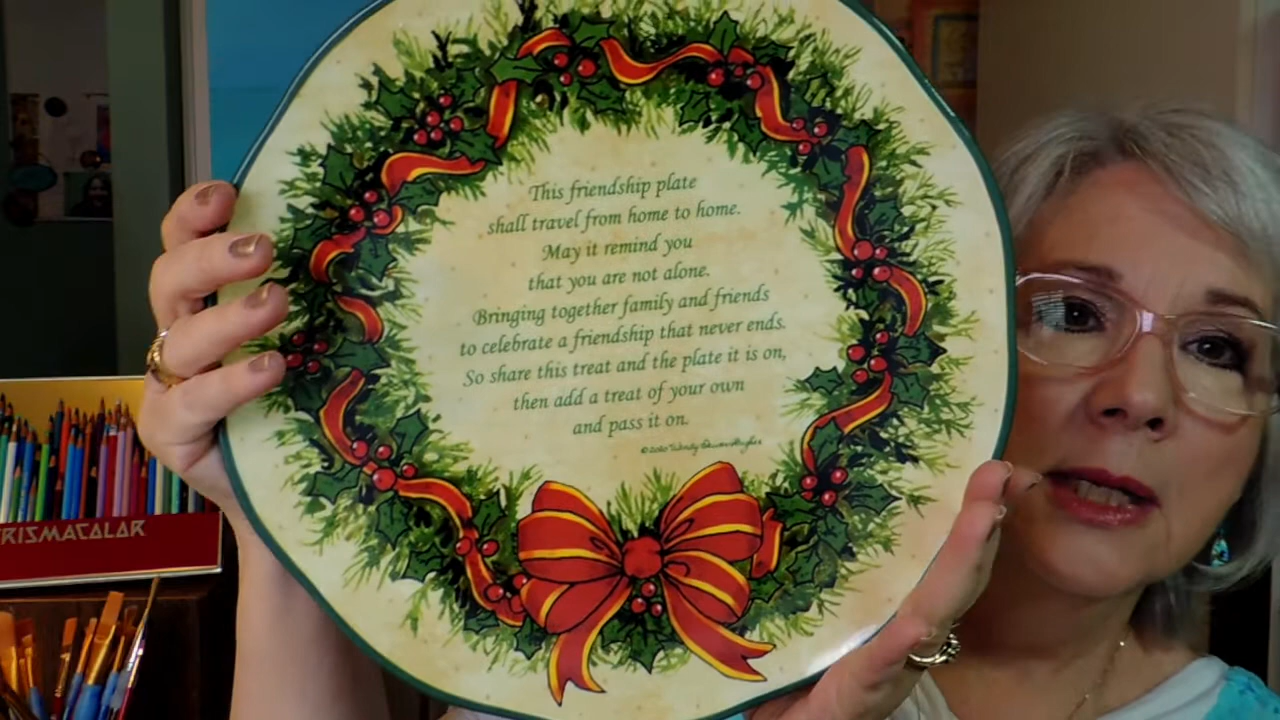 This friendship plate
shall travel from home to home.
May it remind you
that you are not alone.
Bringing together family and friends
to celebrate a friendship that never ends.
So share this treat and the plate it is on,
then add a treat of your own
and pass it on.
RISMACALAR